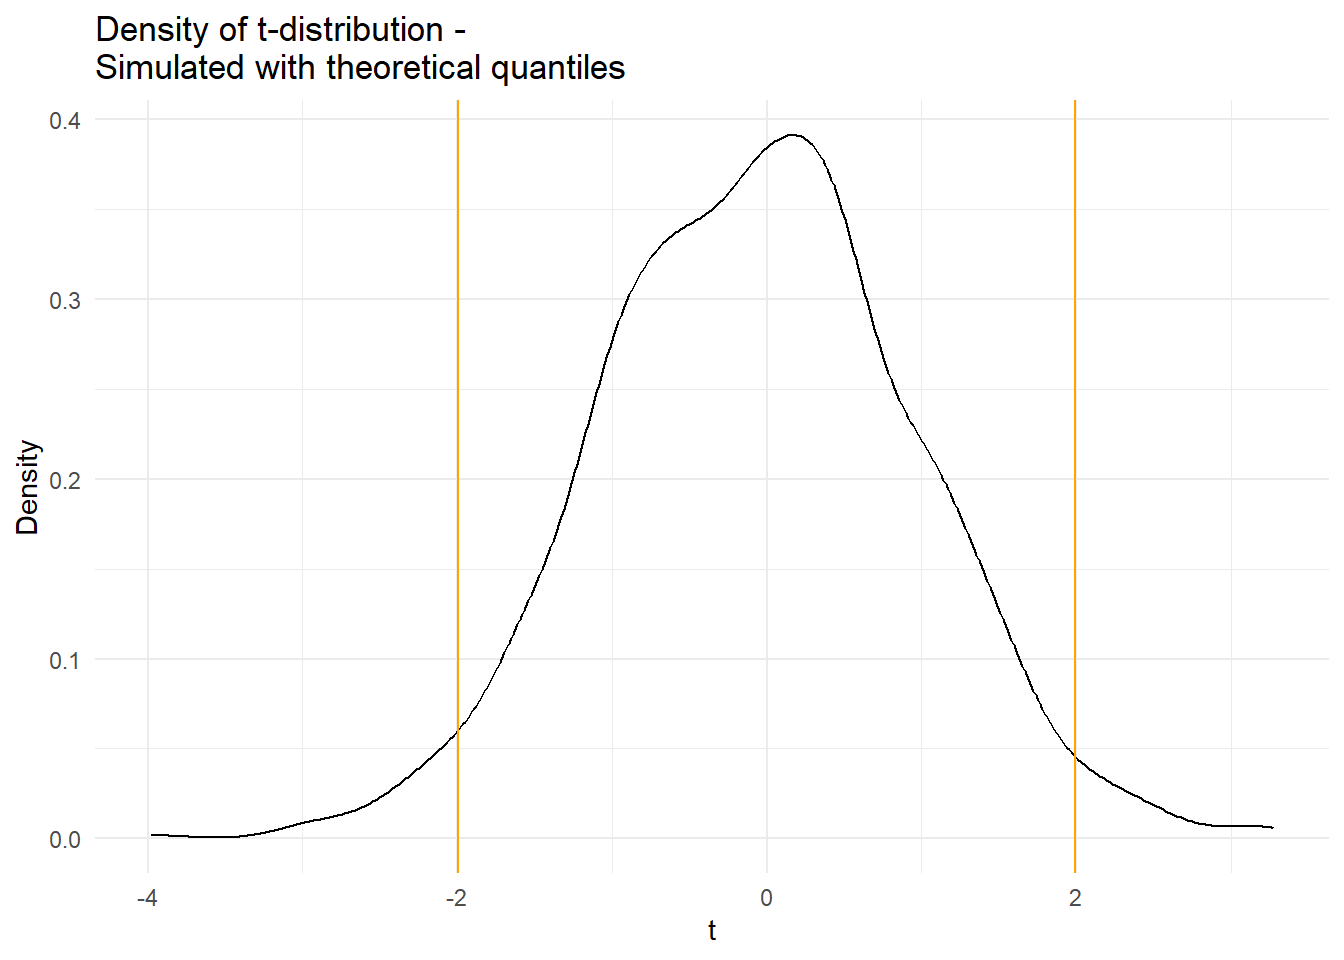 Density of t-distribution -
Simulated with theoretical quantiles
0.4
0.3
0.2
0.1
0.0
Density
-4
-2
0
2
t